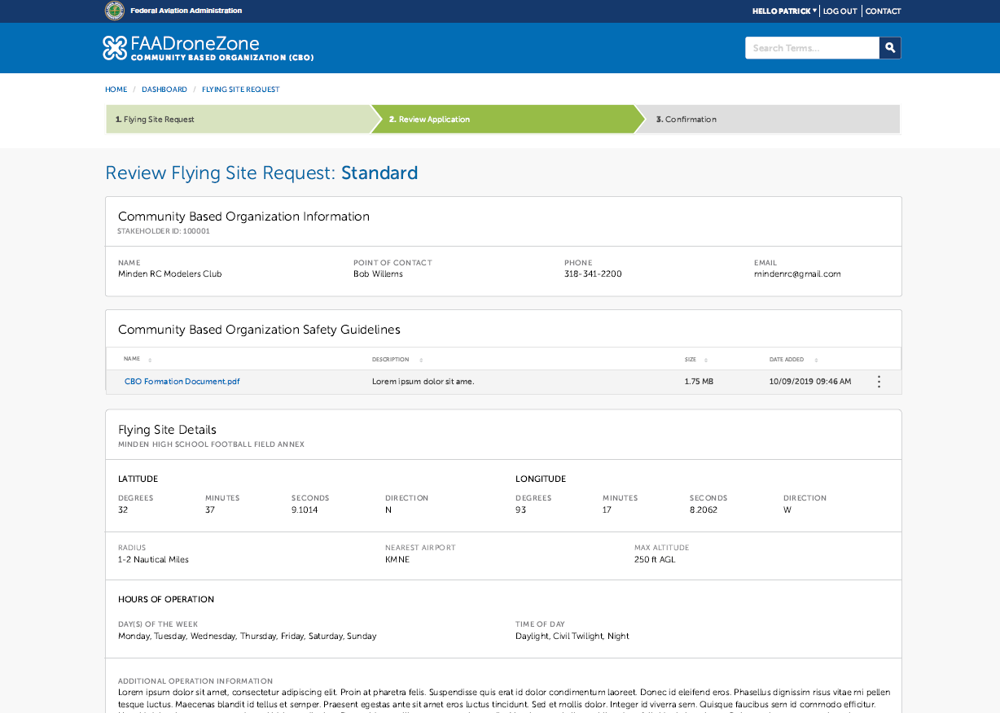 Federal Aviation Administration
HELLO PATRICK LOG OUT CONTACT
FAADroneZone
COMMUNITY BASED ORGANIZATION (CBO)
Search Terms...
HOME / DASHBOARD / FLYING SITE REQUEST
1. Flying Site Request 2. Review Application 3. Confirmation
Review Flying Site Request: Standard
Community Based Organization Information
STAKEHOLDER ID: 100001
NAME POINT OF CONTACT PHONE EMAIL
Minden RC Modelers Club Bob Willems 318-341-2200 mindenrc@gmail.com
Community Based Organization Safety Guidelines
NAME DESCRIPTION SIZE DATE ADDED
CBO Formation Document.pdf Lorem ipsum dolor sit ame. 1.75 MB 10/09/2019 09:46 AM
Flying Site Details
MINDEN HIGH SCHOOL FOOTBALL FIELD ANNEX
LATITUDE LONGITUDE
DEGREES MINUTES SECONDS DIRECTION DEGREES MINUTES SECONDS DIRECTION
32 37 9.1014 N 93 17 8.2062 W
RADIUS NEAREST AIRPORT MAX ALTITUDE
1-2 Nautical Miles KMNE 250 ft AGL
HOURS OF OPERATION
DAY(S) OF THE WEEK TIME OF DAY
Monday, Tuesday, Wednesday, Thursday, Friday, Saturday, Sunday Daylight, Civil Twilight, Night
ADDITIONAL OPERATION INFORMATION
Lorem ipsum dolor sit amet, consectetur adipiscing elit. Proin at pharetra felis. Suspendisse quis erat id dolor condimentum laoreet. Donec id eleifend eros. Phasellus dignissim risus vitae mi pellen
tesque luctus. Maecenas blandit id tellus et semper. Praesent egestas ante sit amet eros luctus tincidunt. Sed et mollis dolor. Integer id viverra sem. Quisque faucibus sem id commodo efficitur.